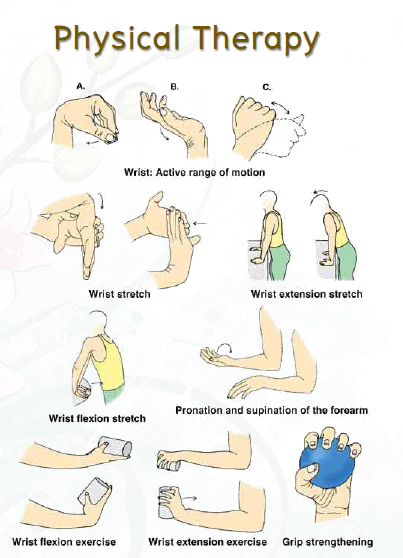 Physical Therapy
A. B. C.
Wrist: Active range of motion
Wrist stretch
Wrist extension stretch
Wrist flexion stretch
Pronation and supination of the forearm
Wrist flexion exercise
Wrist extension exercise
Grip strengthening